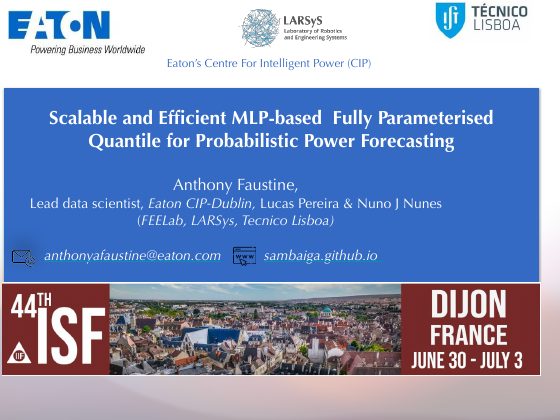 EATON
Powering Business Worldwide
LARSyS
Laboratory of Robotics
and Engineering Systems
TÉCNICO
LISBOA
Eaton's Centre For Intelligent Power (CIP)
Scalable and Efficient MLP-based Fully Parameterised
Quantile for Probabilistic Power Forecasting
Anthony Faustine,
Lead data scientist, Eaton CIP-Dublin, Lucas Pereira & Nuno J Nunes
(FEELab, LARSys, Tecnico Lisboa)
anthonyafaustine@eaton.com
www
sambaiga.github.io
44TH
ISF
IIF
DIJON
FRANCE
JUNE 30 - JULY 3